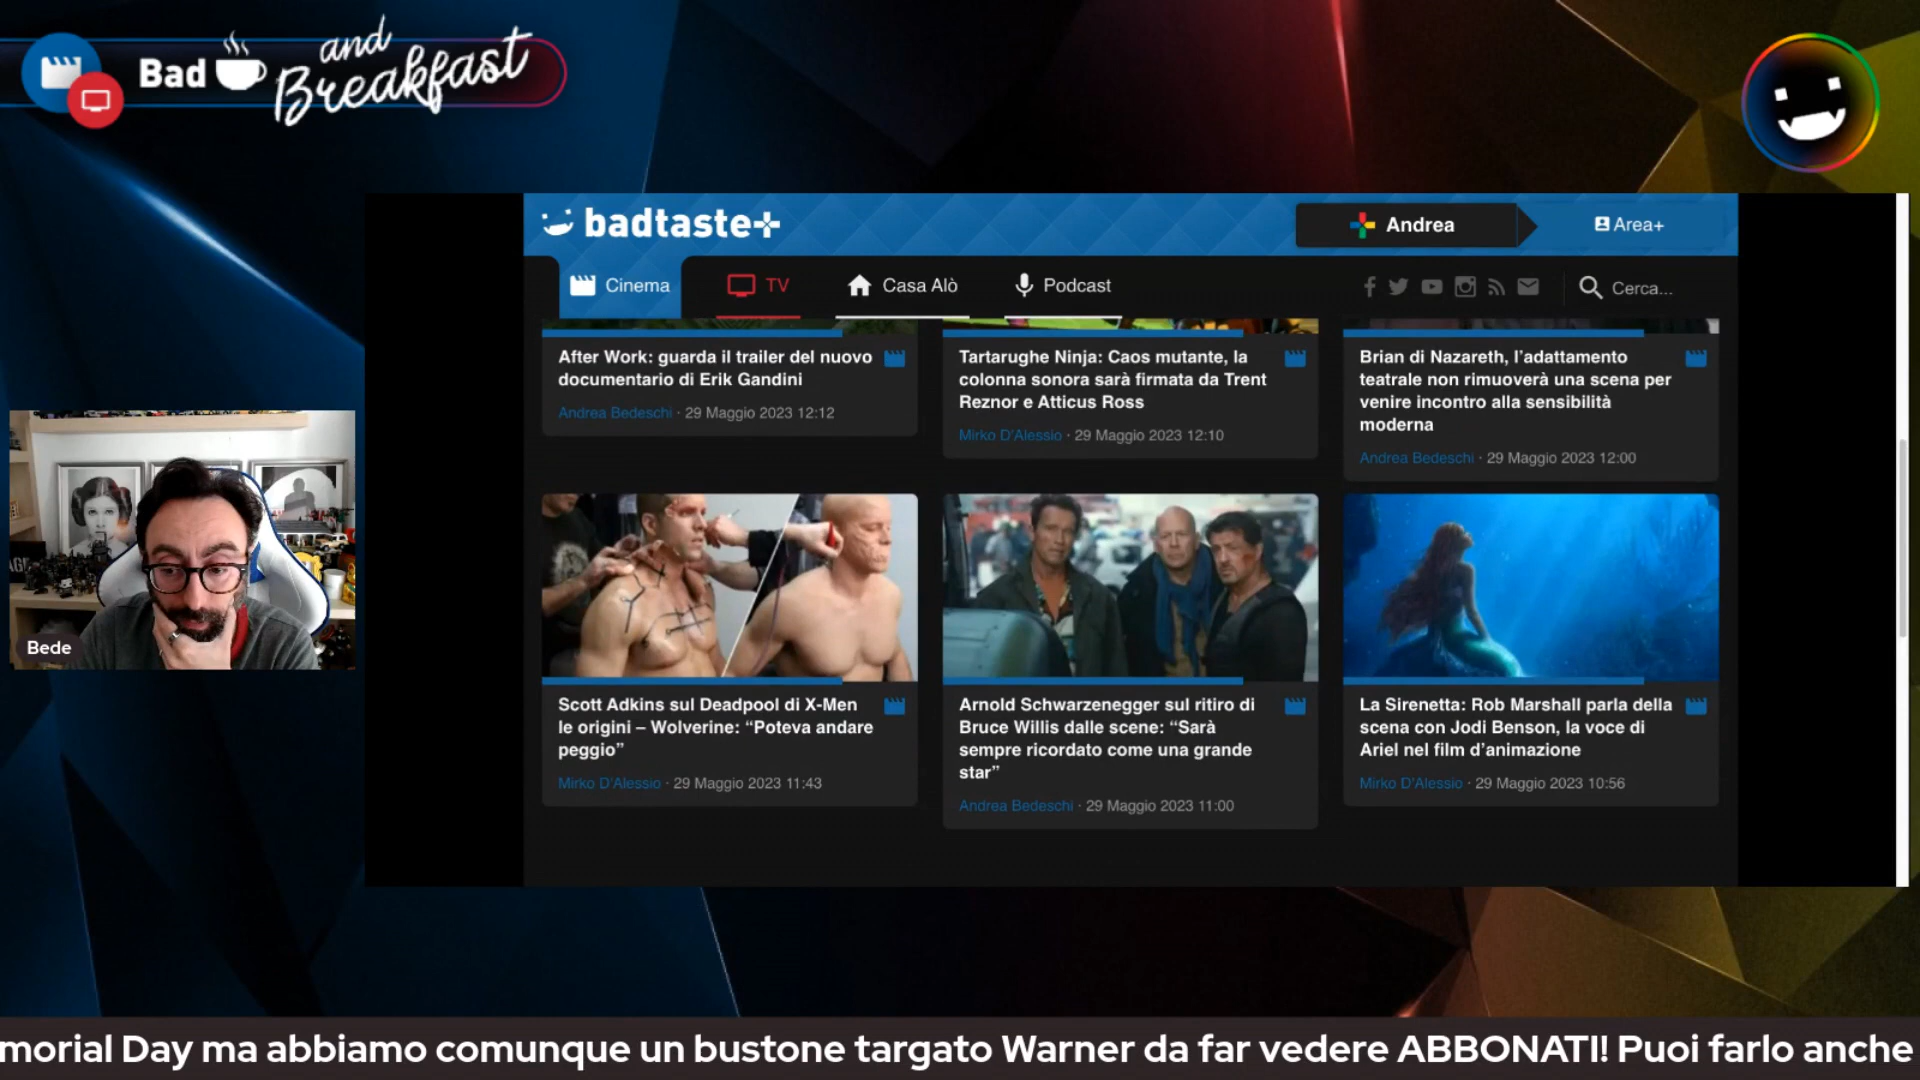 Bad and Breakfast
badtaste+
Andrea
Area+
Cinema
TV
Casa Alò
Podcast
Cerca...
After Work: guarda il trailer del nuovo
documentario di Erik Gandini
Andrea Bedeschi · 29 Maggio 2023 12:12
Tartarughe Ninja: Caos mutante, la
colonna sonora sarà firmata da Trent
Reznor e Atticus Ross
Mirko D'Alessio · 29 Maggio 2023 12:10
Brian di Nazareth, l'adattamento
teatrale non rimuoverà una scena per
venire incontro alla sensibilità
moderna
Andrea Bedeschi · 29 Maggio 2023 12:00
Bede
Scott Adkins sul Deadpool di X-Men
le origini – Wolverine: “Poteva andare
peggio”
Mirko D'Alessio · 29 Maggio 2023 11:43
Arnold Schwarzenegger sul ritiro di
Bruce Willis dalle scene: “Sarà
sempre ricordato come una grande
star”
Andrea Bedeschi · 29 Maggio 2023 11:00
La Sirenetta: Rob Marshall parla della
scena con Jodi Benson, la voce di
Ariel nel film d'animazione
Mirko D'Alessio · 29 Maggio 2023 10:56
morial Day ma abbiamo comunque un bustone targato Warner da far vedere ABBONATI! Puoi farlo anche